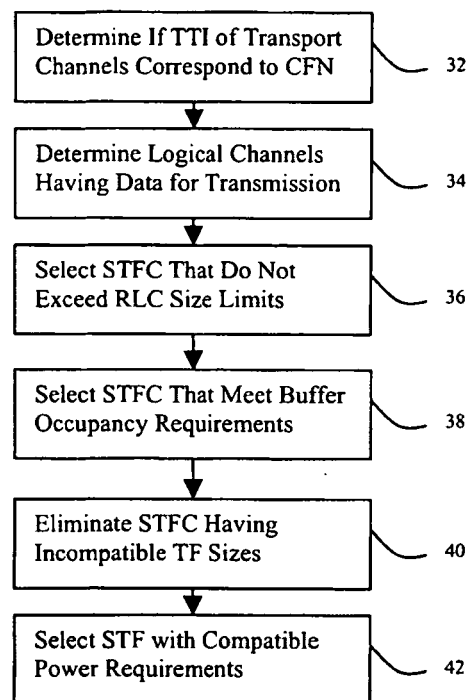 Determine If TTI of Transport
Channels Correspond to CFN
32
Determine Logical Channels
Having Data for Transmission
34
Select STFC That Do Not
Exceed RLC Size Limits
36
Select STFC That Meet Buffer
Occupancy Requirements
38
Eliminate STFC Having
Incompatible TF Sizes
40
Select STF with Compatible
Power Requirements
42